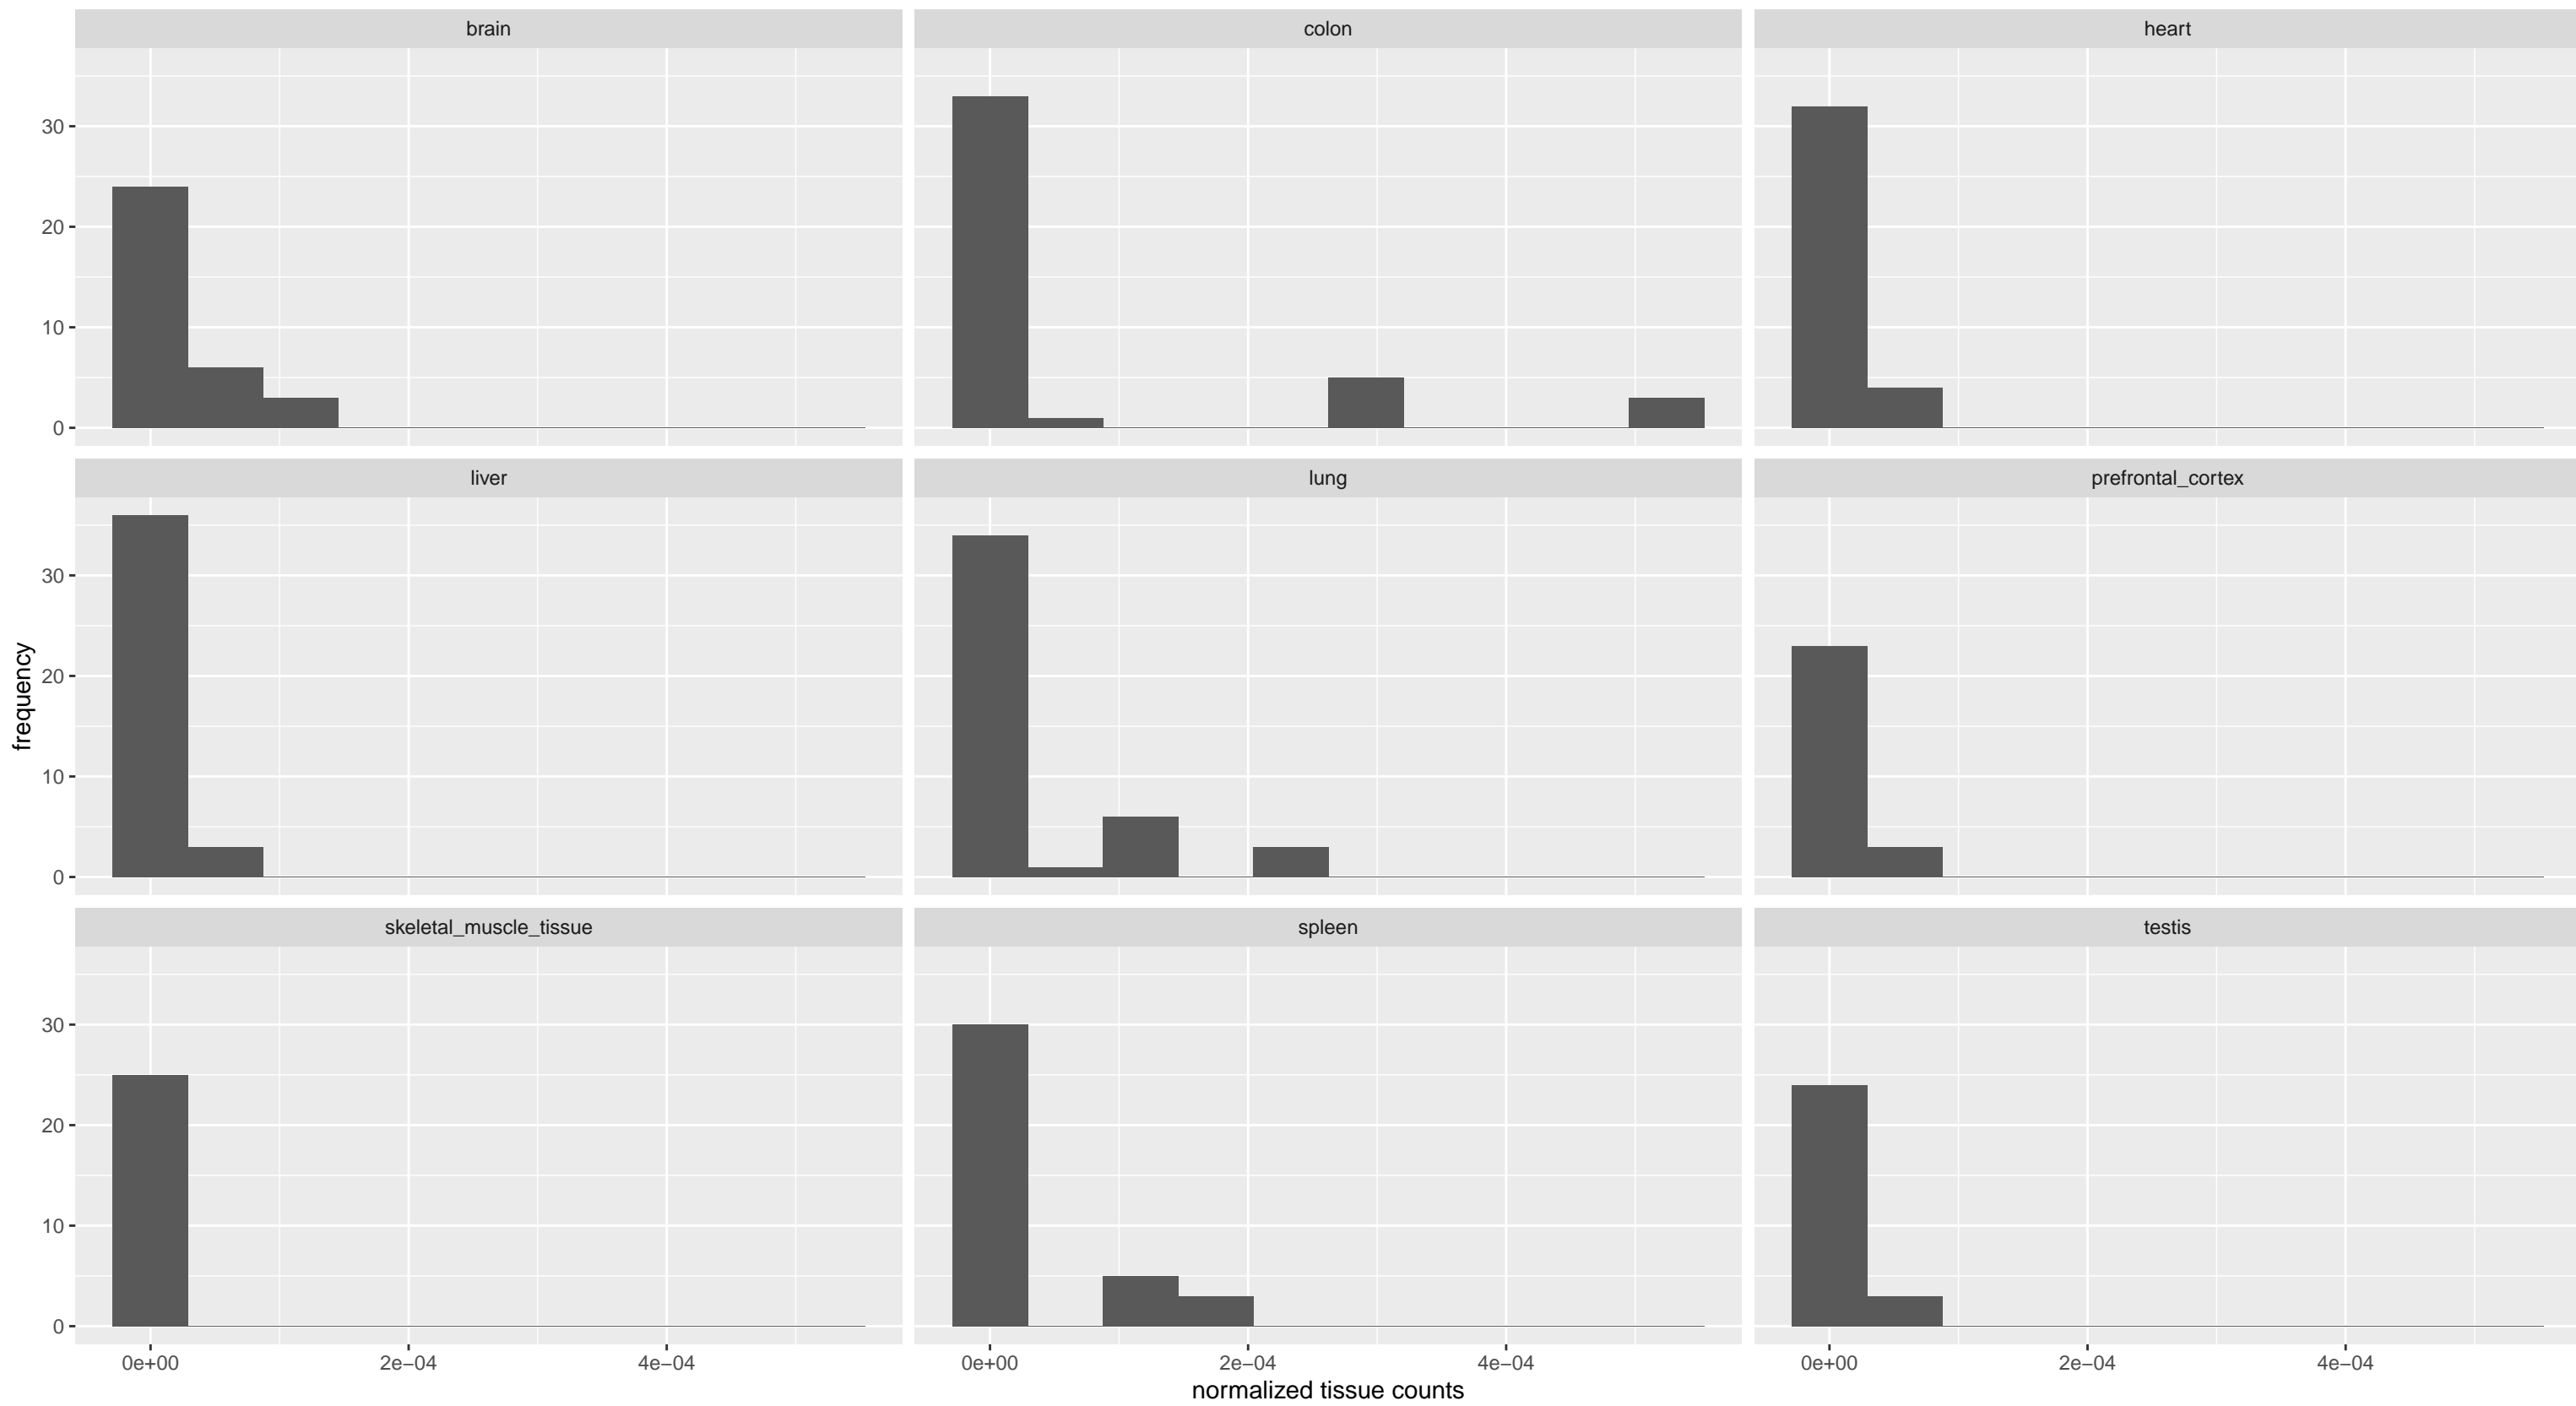 brain
colon
heart
30
20
10
0
liver
lung
prefrontal_cortex
30
20
10
0
frequency
skeletal_muscle_tissue
spleen
testis
30
20
10
0
0e+00
2e−04
4e−04
0e+00
2e−04
4e−04
0e+00
2e−04
4e−04
normalized tissue counts